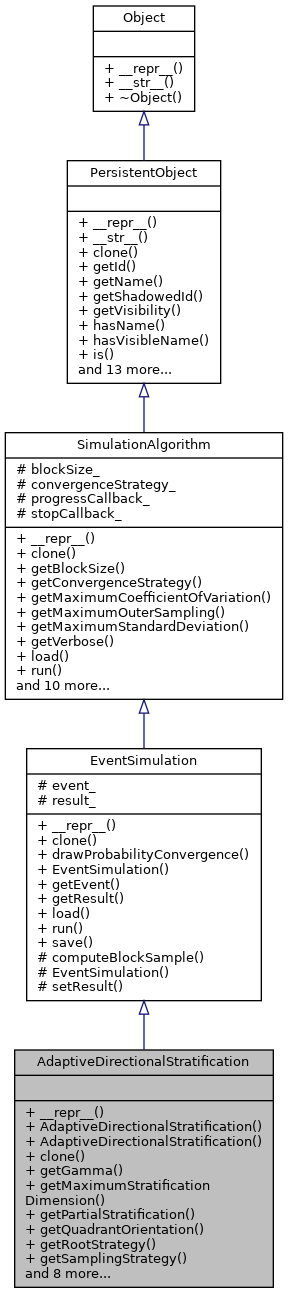 Object
+ __repr__()
+ __str__()
+ ~Object()
PersistentObject
+ __repr__()
+ __str__()
+ clone()
+ getId()
+ getName()
+ getShadowedId()
+ getVisibility()
+ hasName()
+ hasVisibleName()
+ is()
and 13 more...
SimulationAlgorithm
# blockSize_
# convergenceStrategy_
# progressCallback_
# stopCallback_
+ __repr__()
+ clone()
+ getBlockSize()
+ getConvergenceStrategy()
+ getMaximumCoefficientOfVariation()
+ getMaximumOuterSampling()
+ getMaximumStandardDeviation()
+ getVerbose()
+ load()
+ run()
and 10 more...
EventSimulation
# event_
# result_
+ __repr__()
+ clone()
+ drawProbabilityConvergence()
+ EventSimulation()
+ getEvent()
+ getResult()
+ load()
+ run()
+ save()
# computeBlockSample()
# EventSimulation()
# setResult()
AdaptiveDirectionalStratification
+ __repr__()
+ AdaptiveDirectionalStratification()
+ AdaptiveDirectionalStratification()
+ clone()
+ getGamma()
+ getMaximumStratification
Dimension()
+ getPartialStratification()
+ getQuadrantOrientation()
+ getRootStrategy()
+ getSamplingStrategy()
and 8 more...